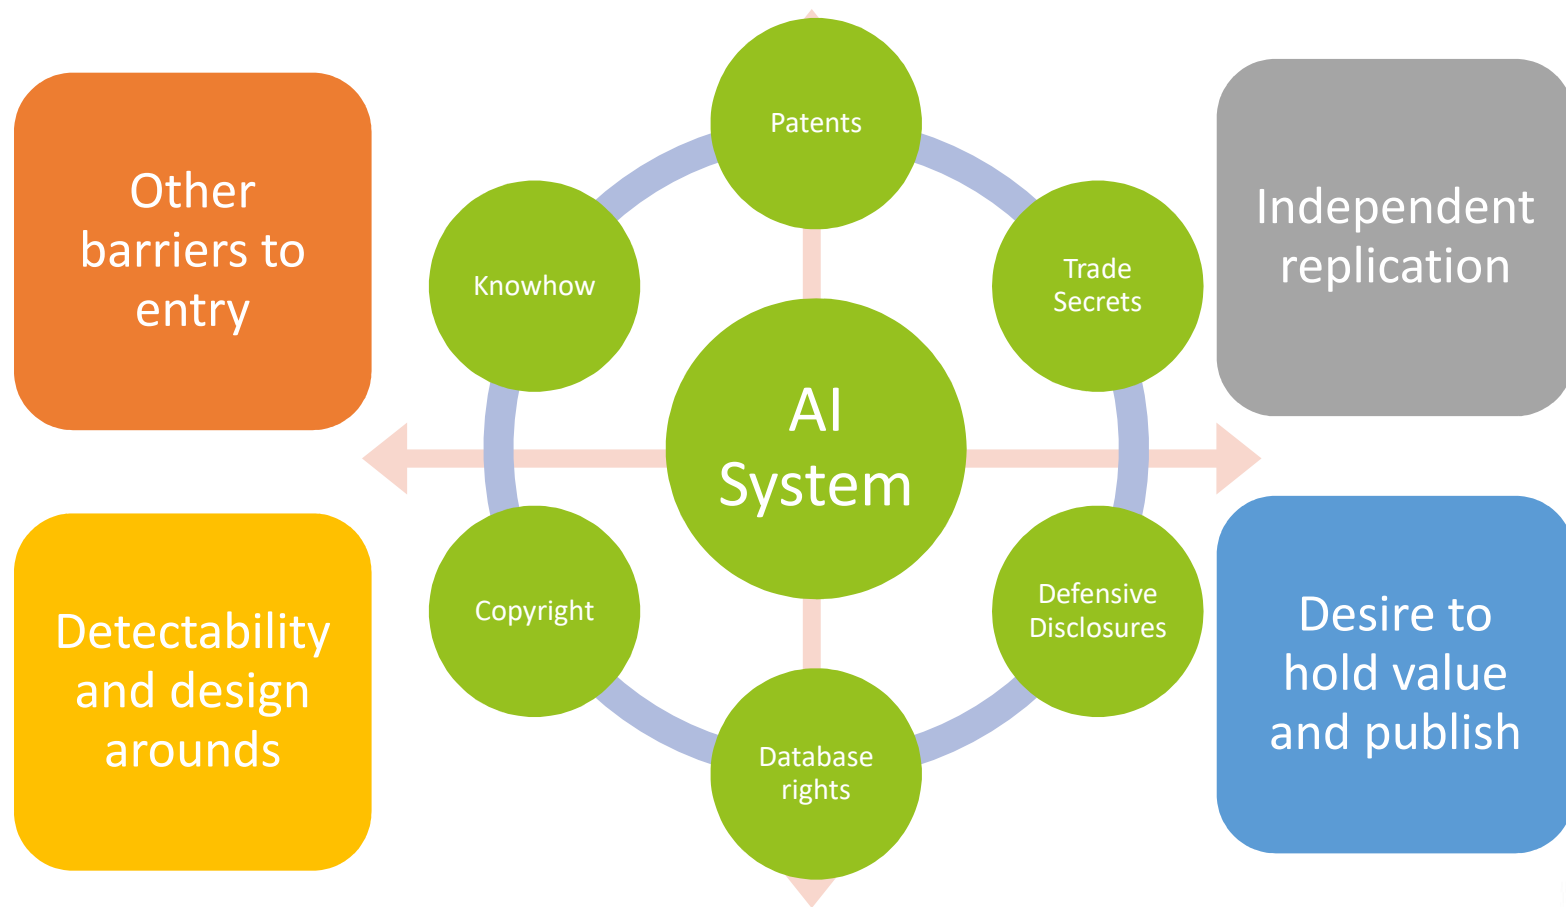 Patents
Other
barriers to
entry
Independent
replication
Knowhow
Trade
Secrets
AI
System
Copyright
Defensive
Disclosures
Detectability
and design
arounds
Desire to
hold value
and publish
Database
rights